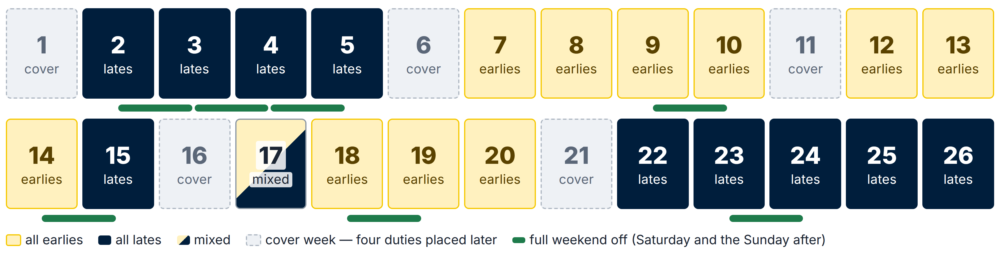 1 2 3 4 5 6 7 8 9 10 11 12 13
cover lates lates lates lates cover earlies earlies earlies earlies cover earlies earlies
14 15 16 17 18 19 20 21 22 23 24 25 26
earlies lates cover mixed earlies earlies earlies cover lates lates lates lates lates
all earlies all lates mixed cover week — four duties placed later full weekend off (Saturday and the Sunday after)